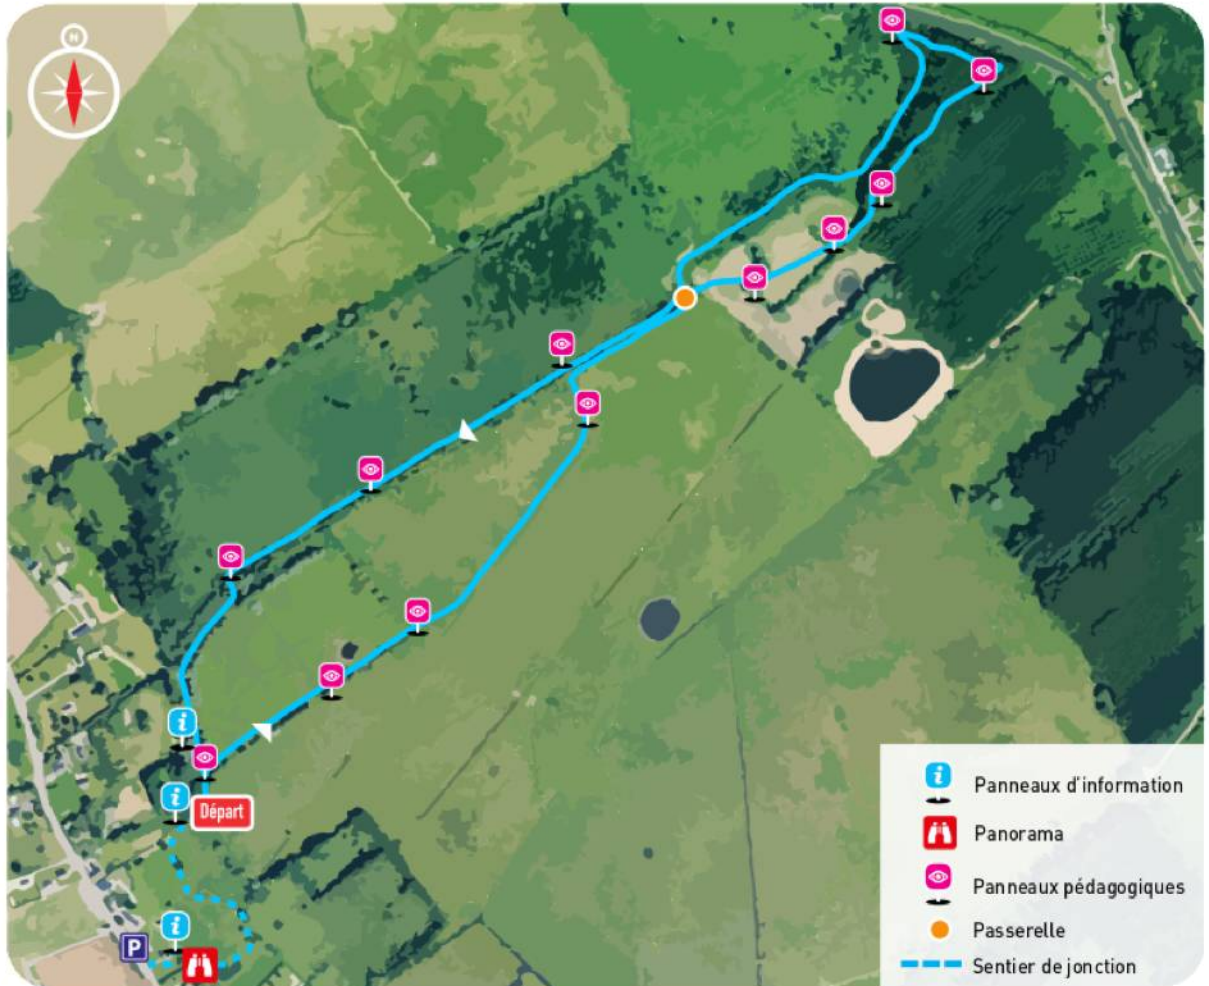 N
Départ
P
Panneaux d'information
Panorama
Panneaux pédagogiques
Passerelle
Sentier de jonction